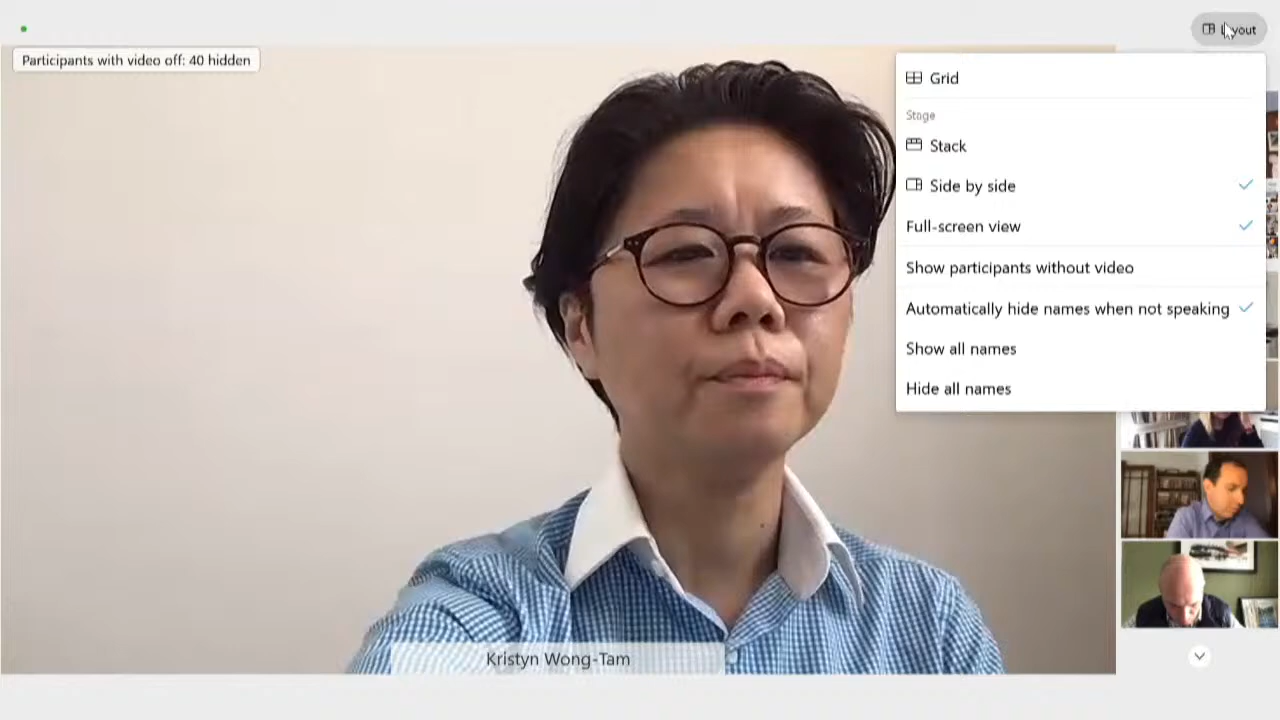 Layout
Participants with video off: 40 hidden
Grid
Stage
Stack
Side by side
Full-screen view
Show participants without video
Automatically hide names when not speaking
Show all names
Hide all names
Kristyn Wong-Tam